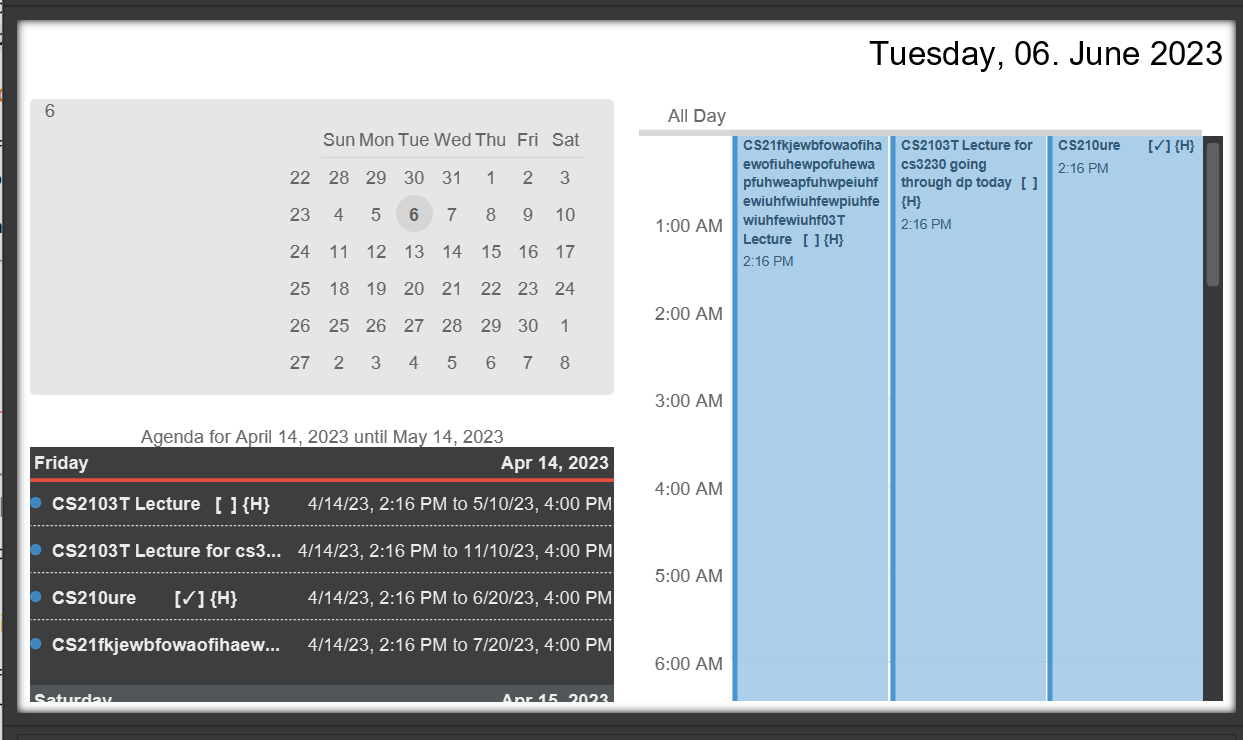 Tuesday, 06. June 2023
6
Sun Mon Tue Wed Thu Fri Sat
22 28 29 30 31 1 2 3
23 4 5 6 7 8 9 10
24 11 12 13 14 15 16 17
25 18 19 20 21 22 23 24
26 25 26 27 28 29 30 1
27 2 3 4 5 6 7 8
Agenda for April 14, 2023 until May 14, 2023
Friday Apr 14, 2023
CS2103T Lecture [ ] {H} 4/14/23, 2:16 PM to 5/10/23, 4:00 PM
CS2103T Lecture for cs3... 4/14/23, 2:16 PM to 11/10/23, 4:00 PM
CS210ure [✓] {H} 4/14/23, 2:16 PM to 6/20/23, 4:00 PM
CS21fkjewbfowaofihaew... 4/14/23, 2:16 PM to 7/20/23, 4:00 PM
Saturday Apr 15, 2023
All Day
1:00 AM
2:00 AM
3:00 AM
4:00 AM
5:00 AM
6:00 AM
CS21fkjewbfowaofiha
ewofiuhewpofuhewa
pfuhweapfuhwpeiuhf
ewiuhfwiuhfewpiuhfe
wiuhfewiuhf03T
Lecture [ ] {H}
2:16 PM
CS2103T Lecture for
cs3230 going
through dp today [ ]
{H}
2:16 PM
CS210ure [✓] {H}
2:16 PM